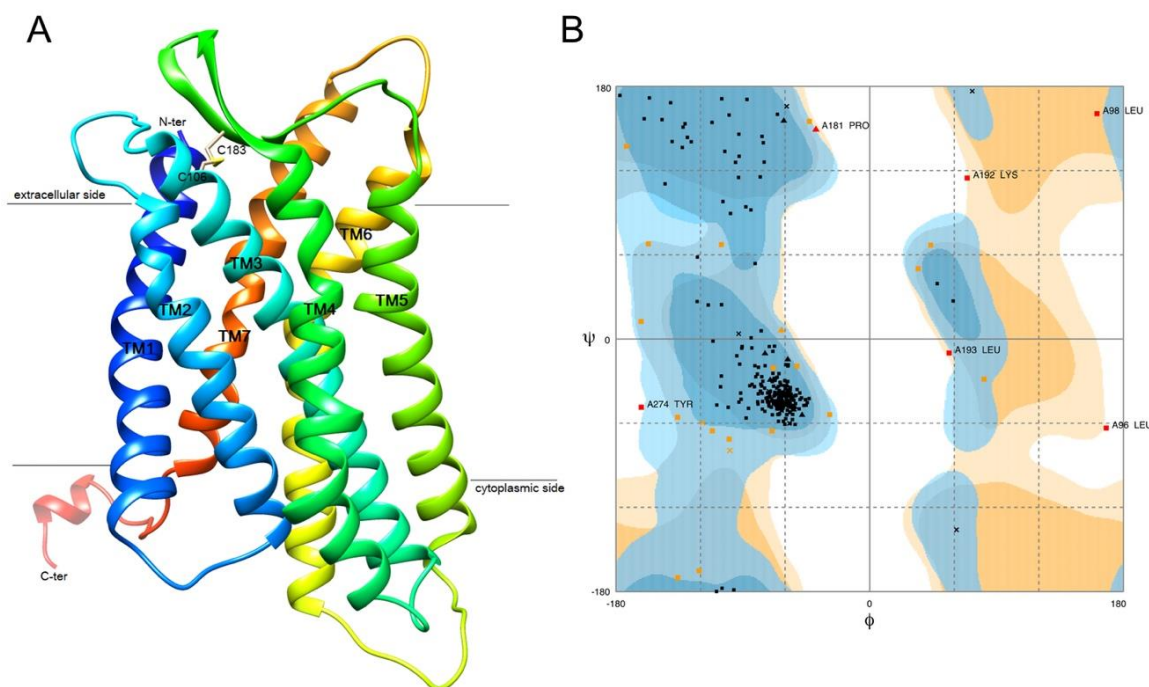 A
N-ter
C183
C106
extracellular side
TM6
TM3
TM2
TM4
TM5
TM7
TM1
cytoplasmic side
C-ter
B
180
A98 LEU
A181 PRO
A192 LYS
ψ
0
A193 LEU
A274 TYR
A96 LEU
-180
-180
0
180
ϕ